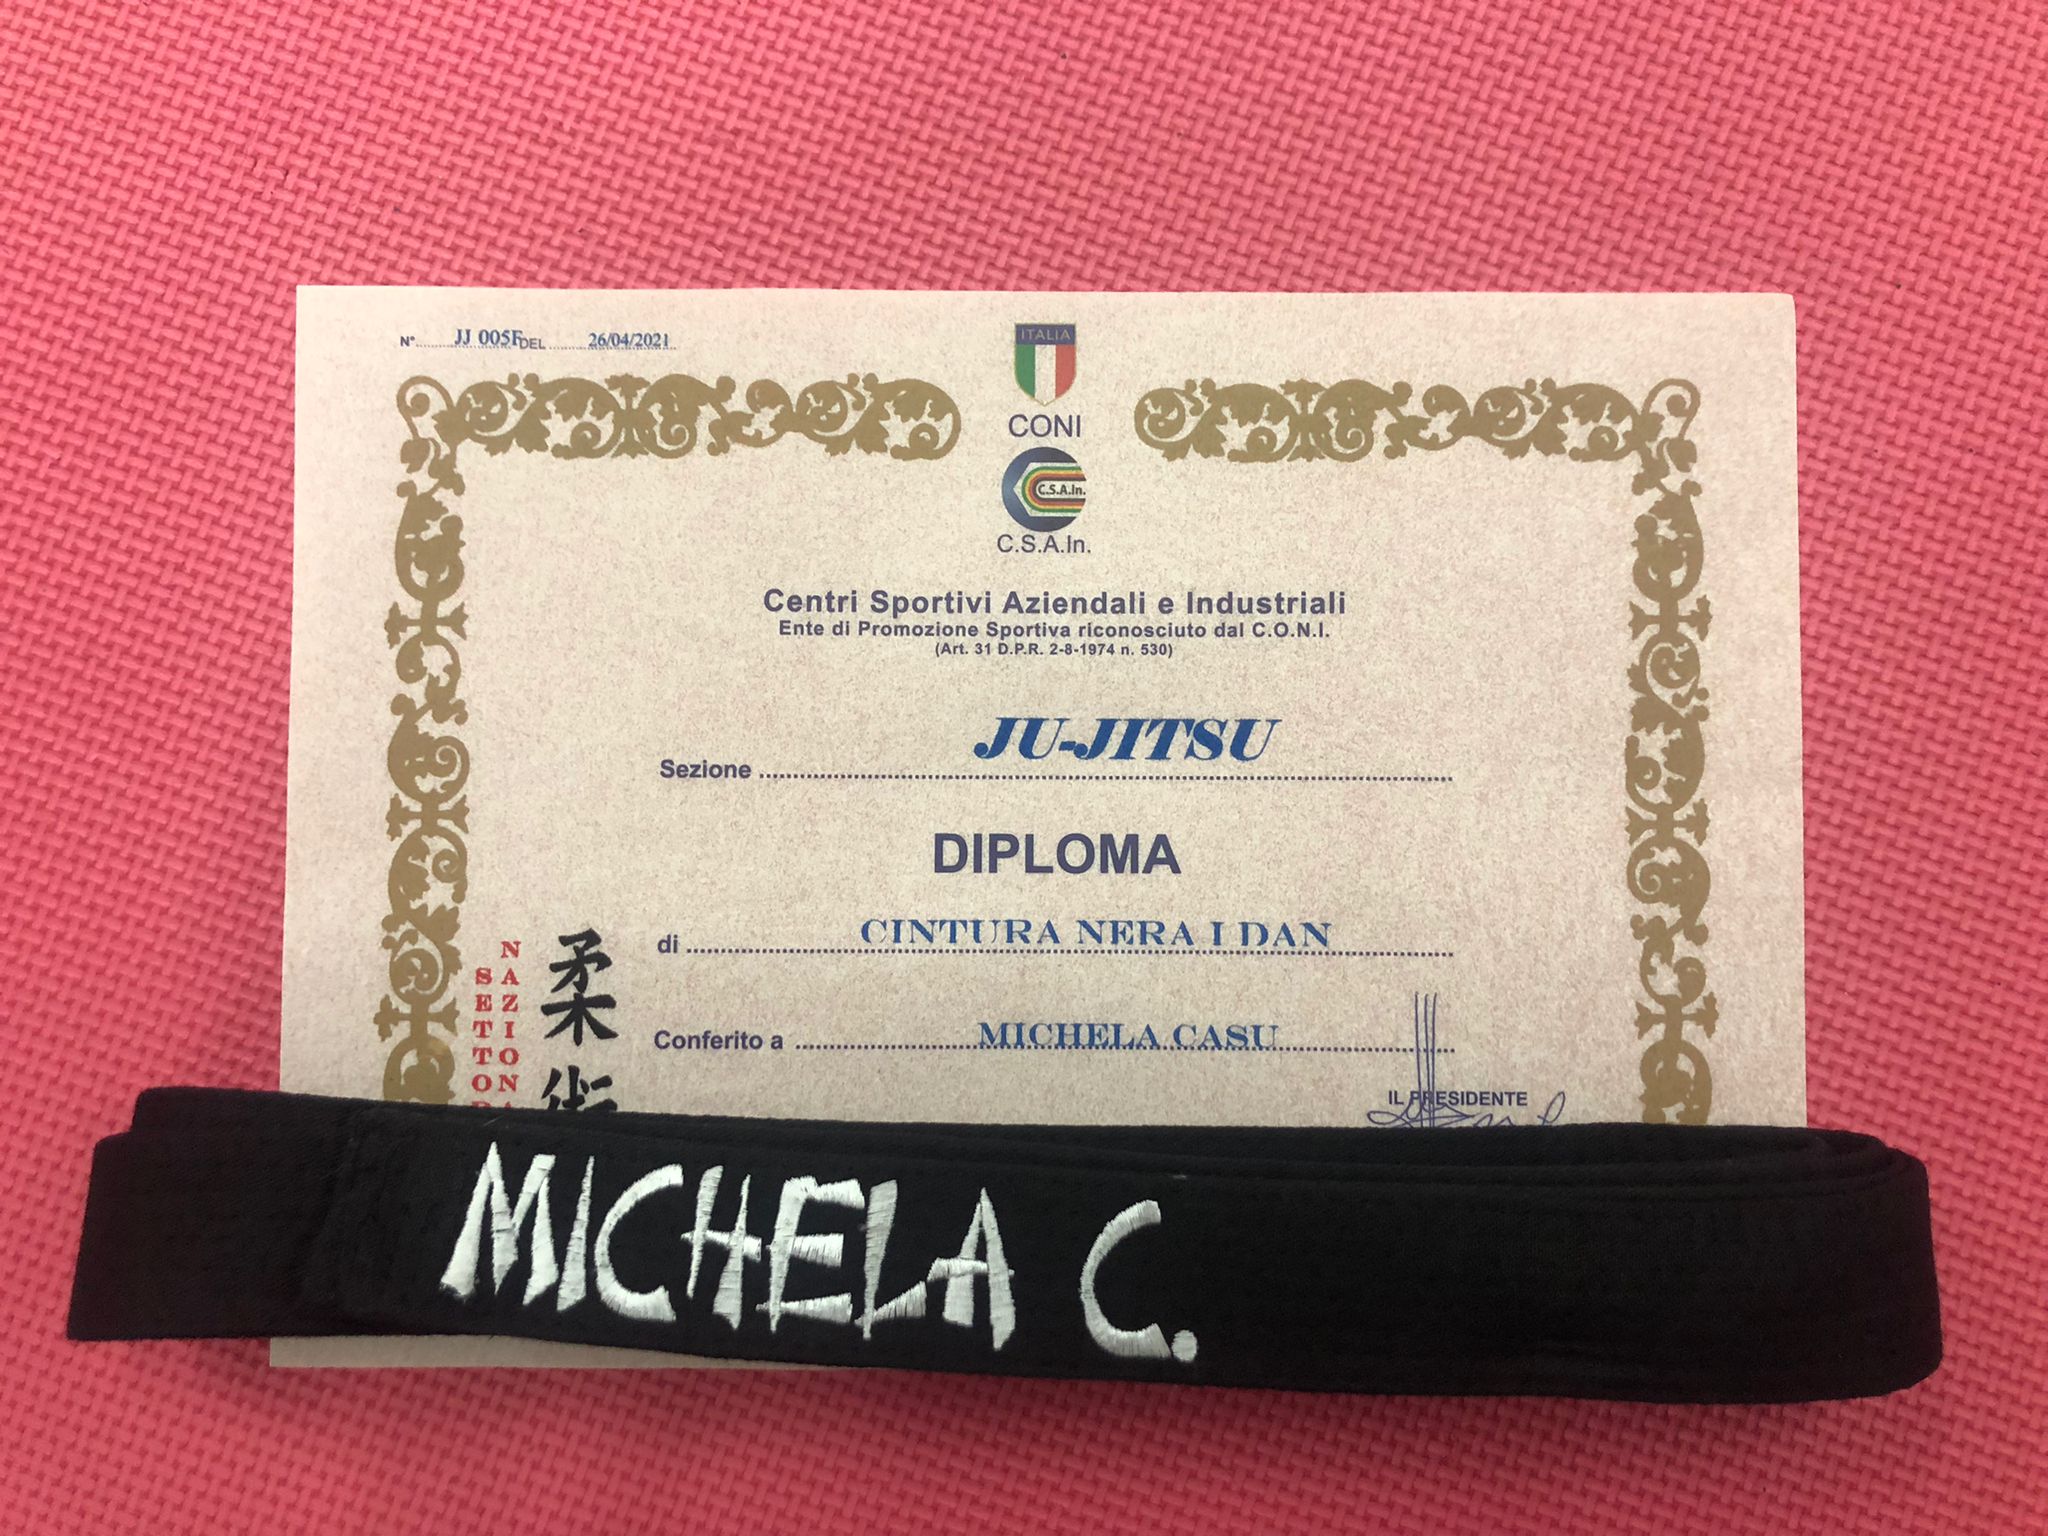 N° JJ 005F DEL 26/04/2021
ITALIA
CONI
C.S.A.In.
C.S.A.In.
Centri Sportivi Aziendali e Industriali
Ente di Promozione Sportiva riconosciuto dal C.O.N.I.
(Art. 31 D.P.R. 2-8-1974 n. 530)
Sezione JU-JITSU
DIPLOMA
di CINTURA NERA I DAN
Conferito a MICHELA CASU
IL PRESIDENTE
柔術
MICHELA C.